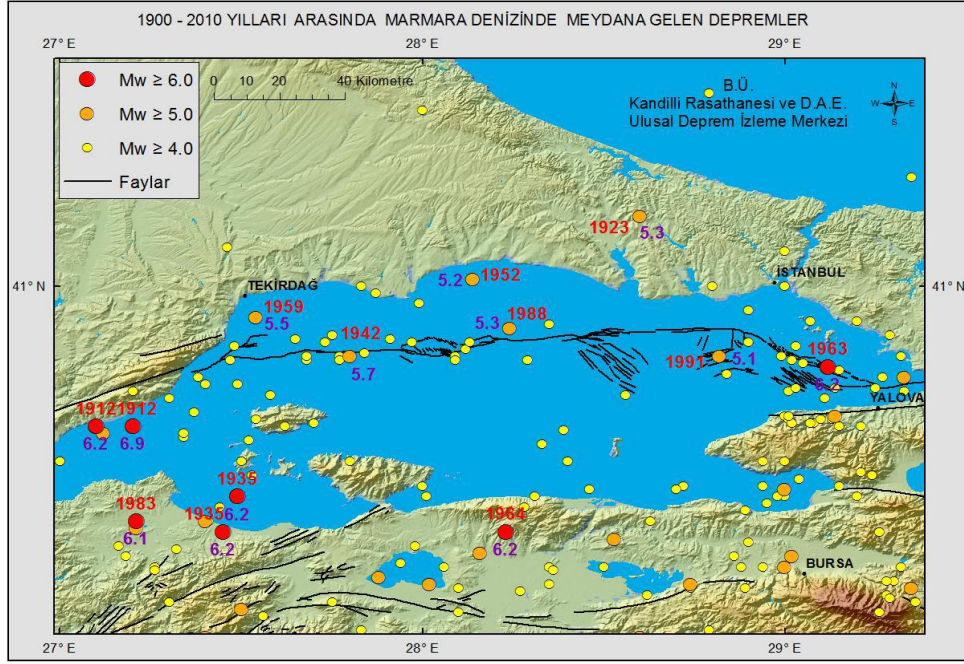 1900 - 2010 YILLARI ARASINDA MARMARA DENİZİNDE MEYDANA GELEN DEPREMLER
27° E
28° E
29° E
Mw ≥ 6.0
Mw ≥ 5.0
Mw ≥ 4.0
Faylar
0 10 20 40 Kilometre
B.Ü.
Kandilli Rasathanesi ve D.A.E.
Ulusal Deprem İzleme Merkezi
N
W E
S
1923
5.3
5.2 1952
İSTANBUL
41° N
41° N
TEKİRDAĞ
1959
5.5
1988
5.3
1942
5.7
1991 5.1
1963
6.2
YALOVA
1912 1912
6.2 6.9
1935
6.2
1983
6.1
1935
6.2
1964
6.2
BURSA
27° E
28° E
29° E